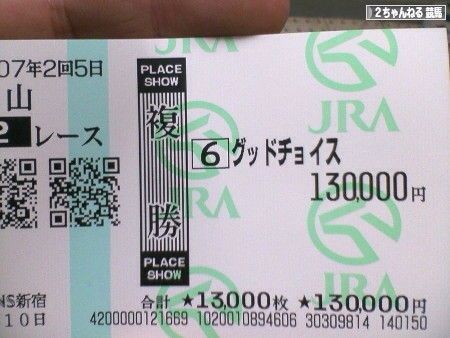 2ちゃんねる 競馬
07年2回5日
山
2 レース
PLACE
SHOW
複勝
PLACE
SHOW
6 グッドチョイス
130,000円
JRA
JRA
JRA
NS新宿
10日
合計 ★13,000枚 ★130,000円
4200000121669 1020010894606 30309814 140150